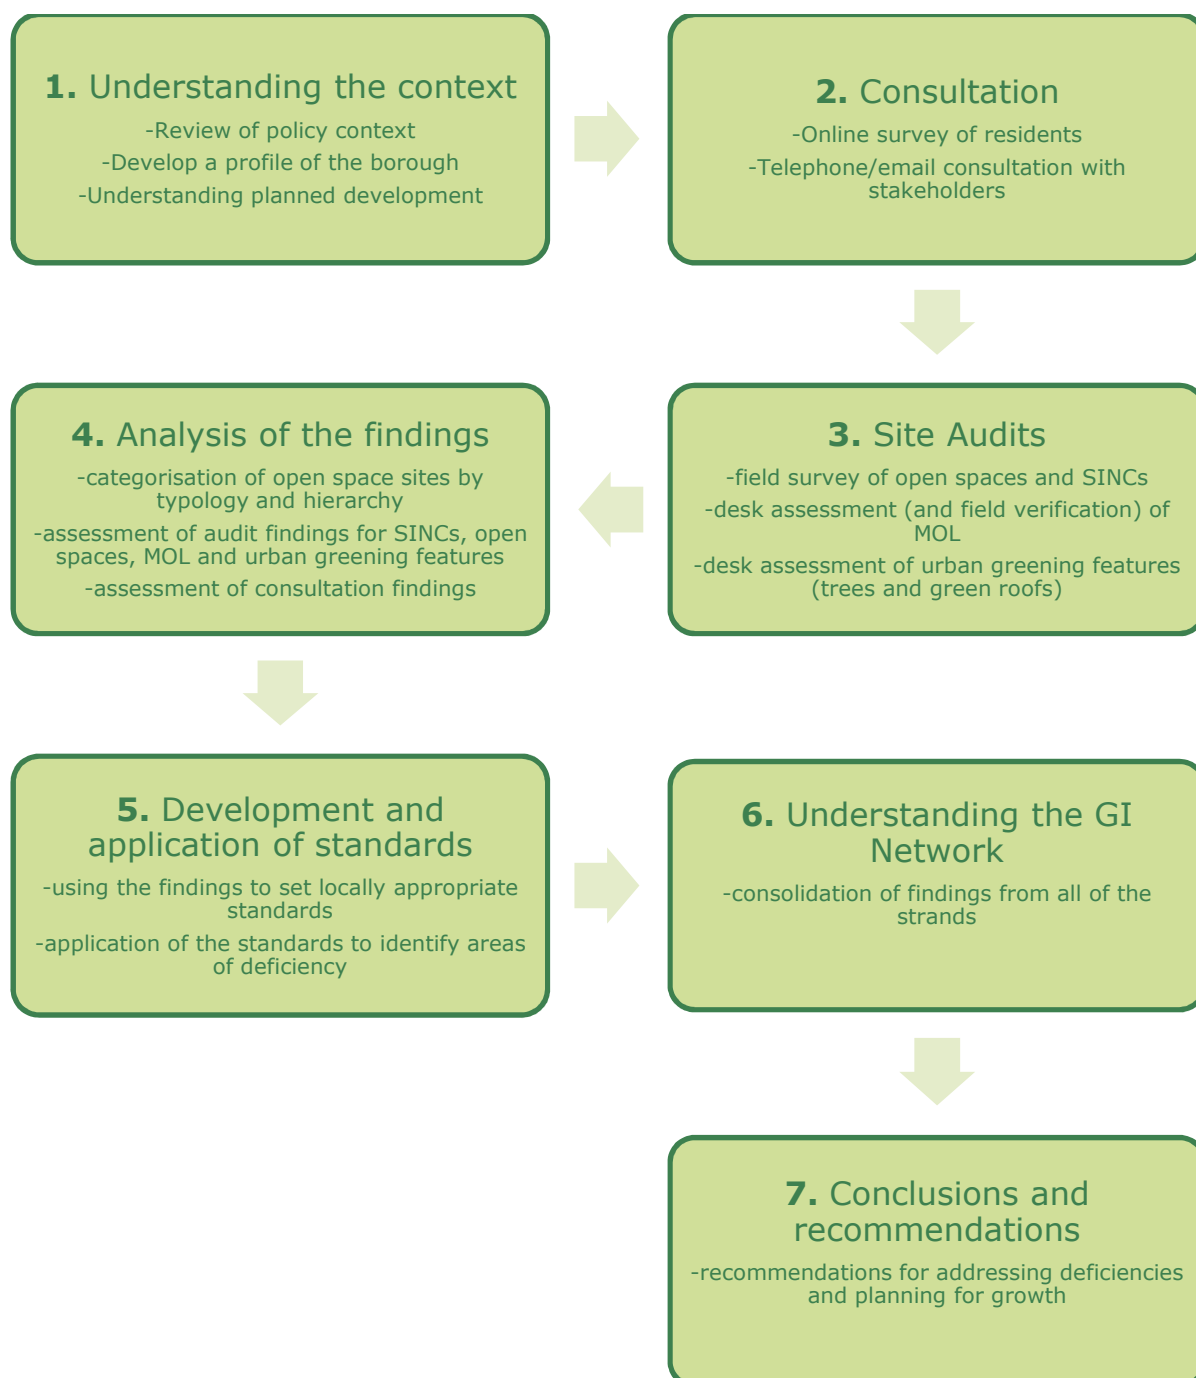 1. Understanding the context
-Review of policy context
-Develop a profile of the borough
-Understanding planned development
2. Consultation
-Online survey of residents
-Telephone/email consultation with
stakeholders
3. Site Audits
-field survey of open spaces and SINCs
-desk assessment (and field verification) of
MOL
-desk assessment of urban greening features
(trees and green roofs)
4. Analysis of the findings
-categorisation of open space sites by
typology and hierarchy
-assessment of audit findings for SINCs, open
spaces, MOL and urban greening features
-assessment of consultation findings
5. Development and
application of standards
-using the findings to set locally appropriate
standards
-application of the standards to identify areas
of deficiency
6. Understanding the GI
Network
-consolidation of findings from all of the
strands
7. Conclusions and
recommendations
-recommendations for addressing deficiencies
and planning for growth